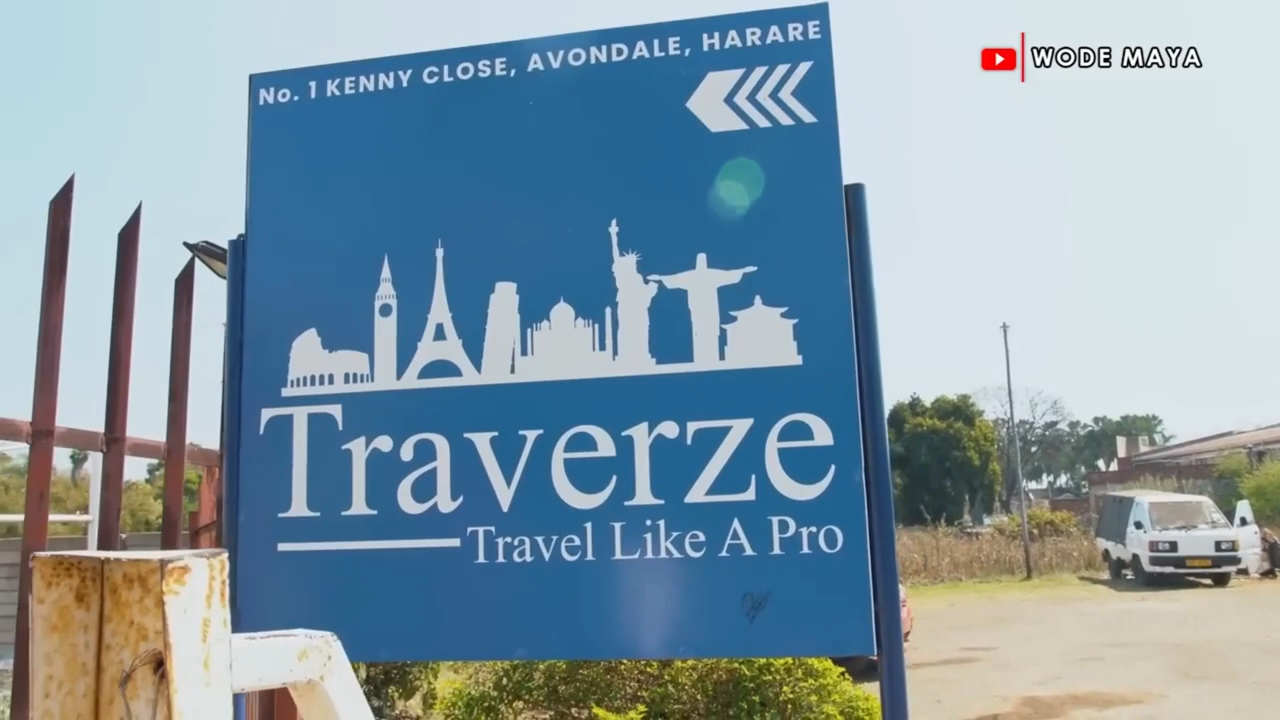 No. 1 KENNY CLOSE, AVONDALE, HARARE
WODE MAYA
Traverze
Travel Like A Pro